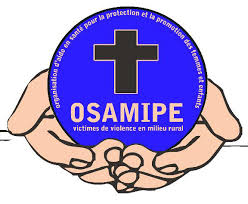 organisation d'aide en santé pour la protection et la promotion des femmes et enfants
OSAMIPE
victimes de violence en milieu rural